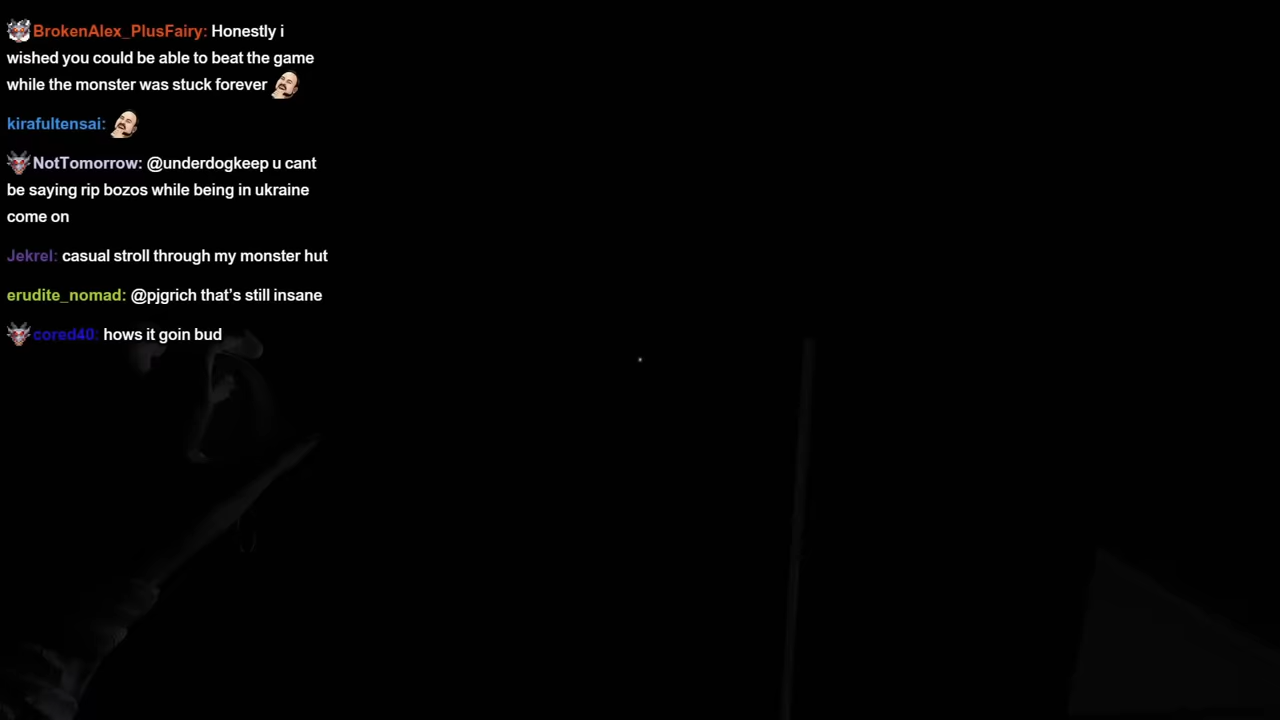 BrokenAlex_PlusFairy: Honestly i
wished you could be able to beat the game
while the monster was stuck forever
kirafultensai:
NotTomorrow: @underdogkeep u cant
be saying rip bozos while being in ukraine
come on
Jekrel: casual stroll through my monster hut
erudite_nomad: @pjgrich that's still insane
cored40: hows it goin bud